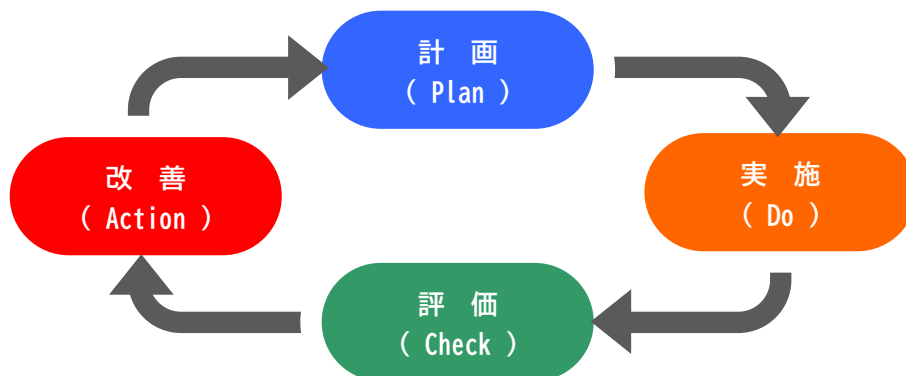 計　画
( Plan )
実　施
( Do )
評　価
( Check )
改　善
( Action )